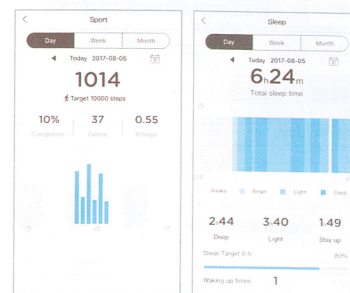 Sport
Day Week Month
Today 2017-08-05
1014
Target 10000 steps
10% 37 0.55
Completion Calorie
Sleep
Day Week Month
Today 2017-08-05
6h24m
Total sleep time
Awake Begin Light Deep
2:44 3:40 1:49
Deep Light Stay up
Sleep Target 8 h 80%
Waking up times 1